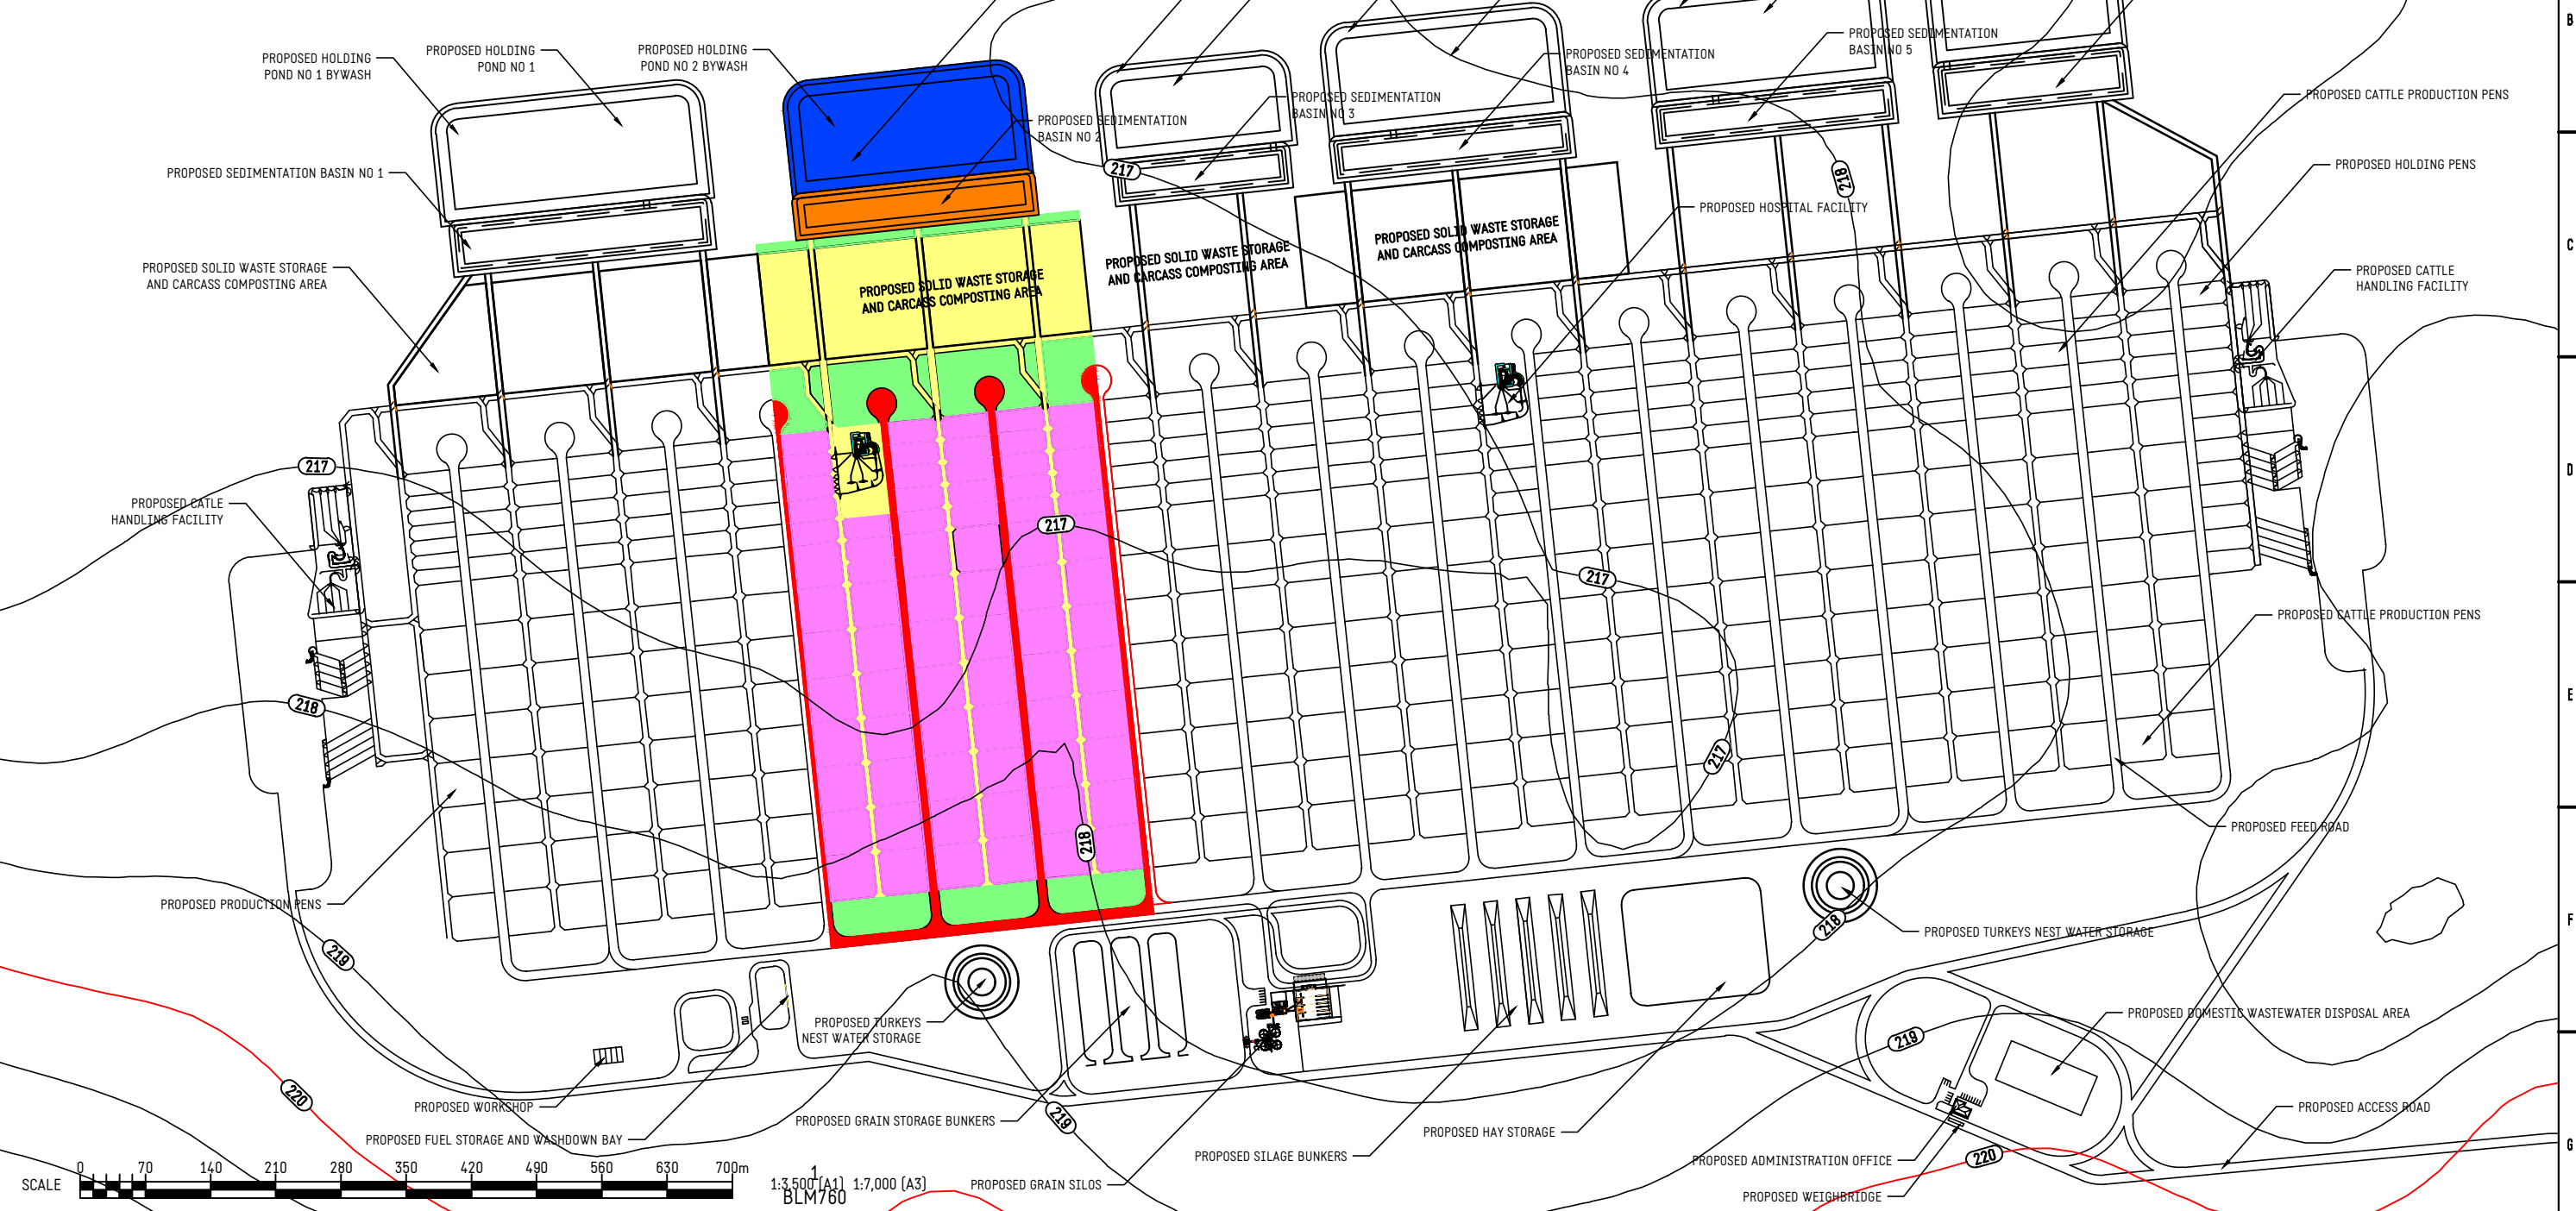 B
PROPOSED HOLDING
POND NO 1 BYWASH
PROPOSED HOLDING
POND NO 1
PROPOSED HOLDING
POND NO 2 BYWASH
PROPOSED SEDIMENTATION
BASIN NO 2
PROPOSED SEDIMENTATION
BASIN NO 3
PROPOSED SEDIMENTATION
BASIN NO 4
PROPOSED SEDIMENTATION
BASIN NO 5
PROPOSED CATTLE PRODUCTION PENS
PROPOSED HOLDING PENS
PROPOSED SEDIMENTATION BASIN NO 1
217
218
PROPOSED HOSPITAL FACILITY
C
PROPOSED SOLID WASTE STORAGE
AND CARCASS COMPOSTING AREA
PROPOSED SOLID WASTE STORAGE
AND CARCASS COMPOSTING AREA
PROPOSED SOLID WASTE STORAGE
AND CARCASS COMPOSTING AREA
PROPOSED SOLID WASTE STORAGE
AND CARCASS COMPOSTING AREA
PROPOSED CATTLE
HANDLING FACILITY
217
D
PROPOSED CATLE
HANDLING FACILITY
217
217
PROPOSED CATTLE PRODUCTION PENS
218
E
217
PROPOSED FEED ROAD
218
PROPOSED PRODUCTION PENS
F
219
218
PROPOSED TURKEYS NEST WATER STORAGE
PROPOSED TURKEYS
NEST WATER STORAGE
PROPOSED DOMESTIC WASTEWATER DISPOSAL AREA
219
220
PROPOSED WORKSHOP
219
PROPOSED GRAIN STORAGE BUNKERS
PROPOSED ACCESS ROAD
PROPOSED FUEL STORAGE AND WASHDOWN BAY
PROPOSED HAY STORAGE
G
PROPOSED SILAGE BUNKERS
PROPOSED ADMINISTRATION OFFICE
220
PROPOSED GRAIN SILOS
PROPOSED WEIGHBRIDGE
0 70 140 210 280 350 420 490 560 630 700m
SCALE
1
1:3,500 (A1) 1:7,000 (A3)
BLM760